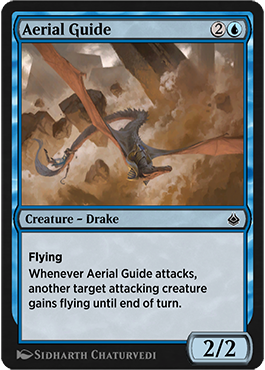 Aerial Guide 2
Creature – Drake
Flying
Whenever Aerial Guide attacks,
another target attacking creature
gains flying until end of turn.
Sidharth Chaturvedi
2/2